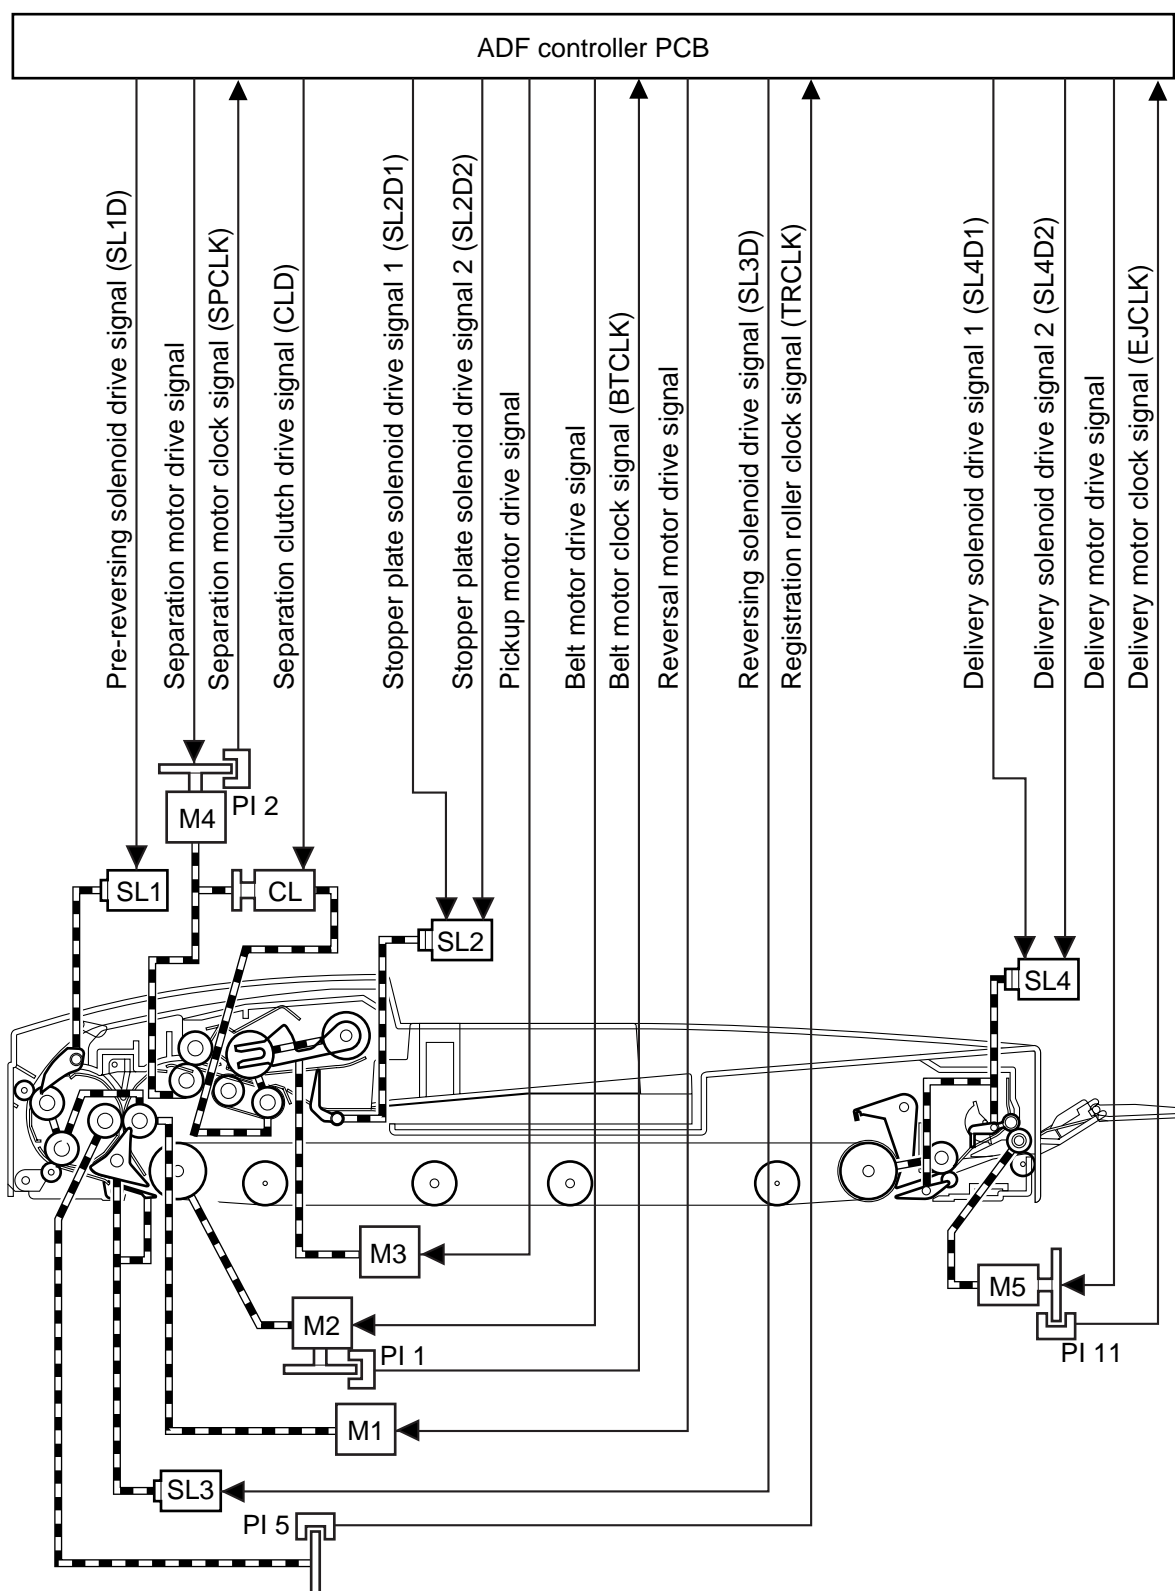 ADF controller PCB
Pre-reversing solenoid drive signal (SL1D)
Separation motor drive signal
Separation motor clock signal (SPCLK)
Separation clutch drive signal (CLD)
Stopper plate solenoid drive signal 1 (SL2D1)
Stopper plate solenoid drive signal 2 (SL2D2)
Pickup motor drive signal
Belt motor drive signal
Belt motor clock signal (BTCLK)
Reversal motor drive signal
Reversing solenoid drive signal (SL3D)
Registration roller clock signal (TRCLK)
Delivery solenoid drive signal 1 (SL4D1)
Delivery solenoid drive signal 2 (SL4D2)
Delivery motor drive signal
Delivery motor clock signal (EJCLK)
PI 2
M4
SL1
CL
SL2
SL4
M3
M5
M2
PI 1
PI 11
M1
SL3
PI 5